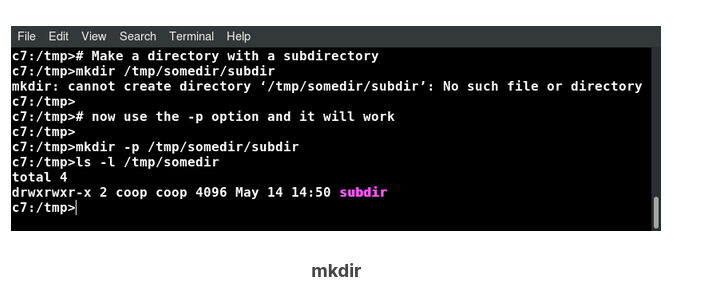 File Edit View Search Terminal Help
c7:/tmp># Make a directory with a subdirectory
c7:/tmp>mkdir /tmp/somedir/subdir
mkdir: cannot create directory ‘/tmp/somedir/subdir’: No such file or directory
c7:/tmp>
c7:/tmp># now use the -p option and it will work
c7:/tmp>
c7:/tmp>mkdir -p /tmp/somedir/subdir
c7:/tmp>ls -l /tmp/somedir
total 4
drwxrwxr-x 2 coop coop 4096 May 14 14:50 subdir
c7:/tmp>
mkdir